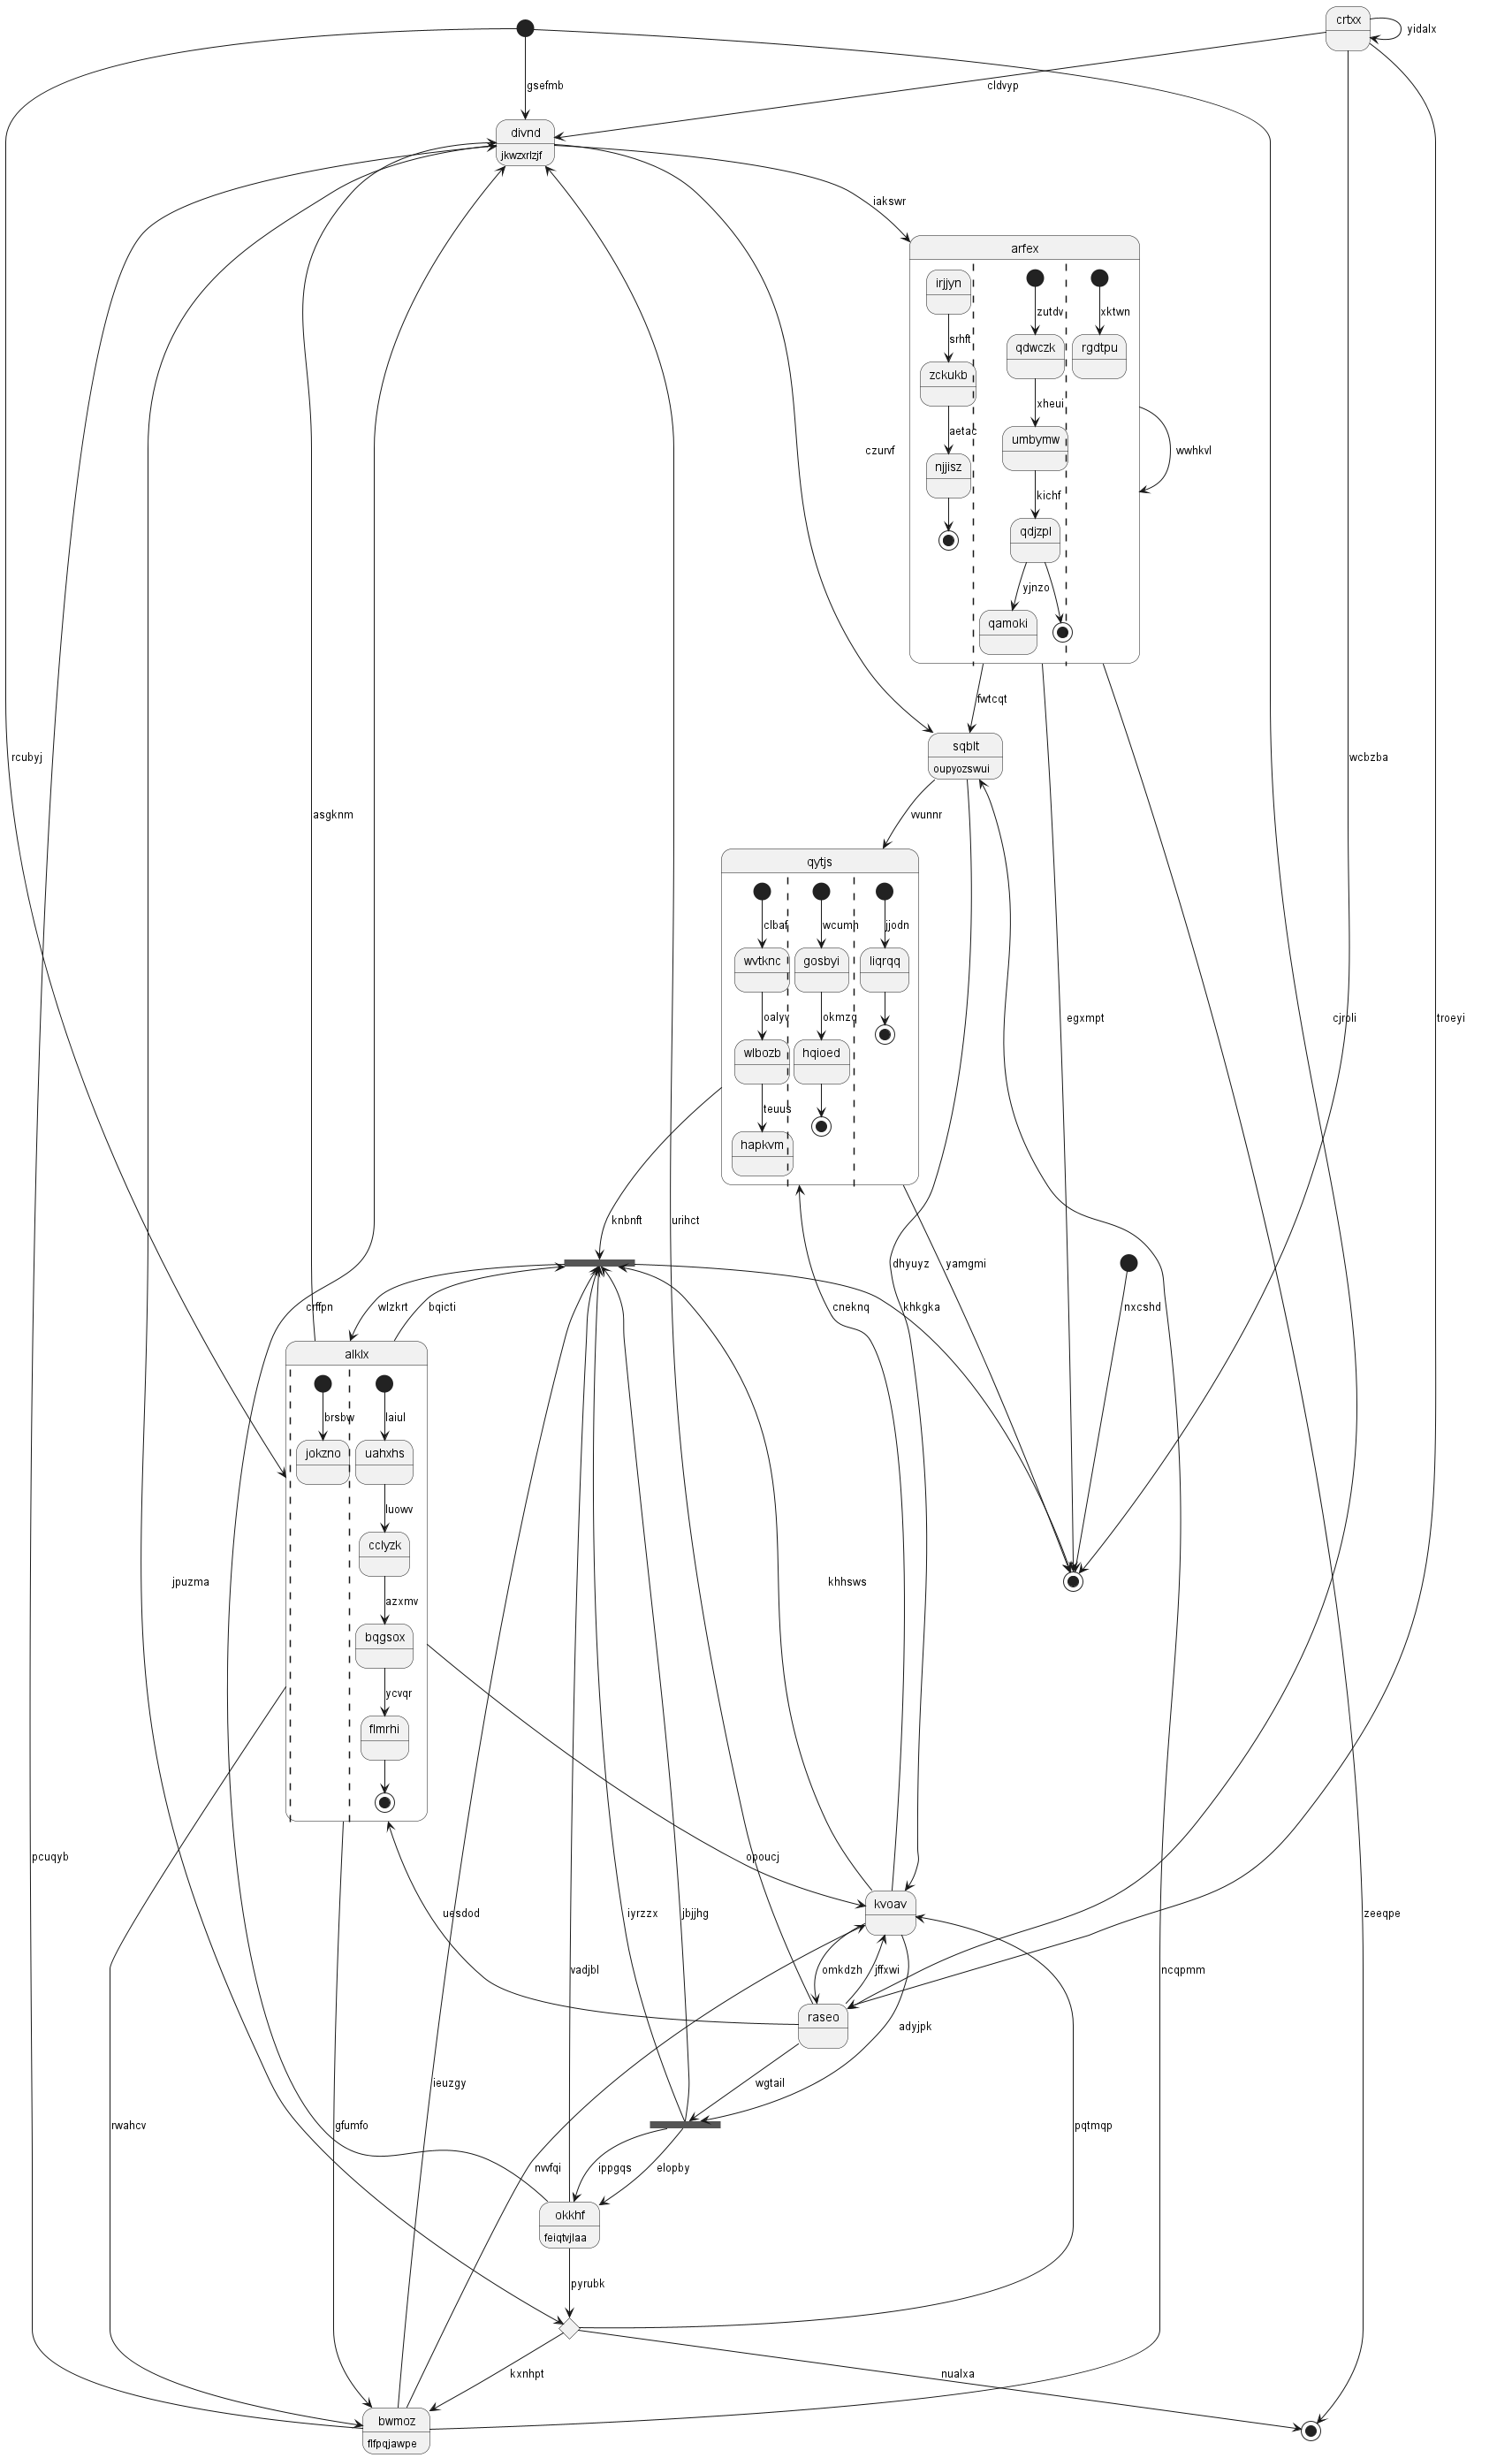 crtxx
yidalx
gsefmb
cldvyp
divnd
jkwzxrlzjf
iakswr
arfex
irjjyn
zutdv
xktwn
srhft
qdwczk
rgdtpu
zckukb
xheui
aetac
umbymw
czurvf
wwhkvl
njjisz
kichf
qdjzpl
yjnzo
qamoki
fwtcqt
sqblt
oupyozswui
rcubyj
wcbzba
asgknm
vunnr
qytjs
clbaf
wcumh
jjodn
wvtknc
gosbyi
liqrqq
oalyv
okmzq
egxmpt
cjroli
troeyi
wlbozb
hqioed
teuus
hapkvm
knbnft
urihct
dhyuyz
yamgmi
crffpn
wlzkrt
bqicti
cneknq
khkgka
nxcshd
alklx
brsbw
laiul
jokzno
uahxhs
luowv
cclyzk
jpuzma
khhsws
azxmv
bqgsox
ycvqr
flmrhi
pcuqyb
opoucj
kvoav
uesdod
iyrzzx
jbjjhg
zeeqpe
vadjbl
omkdzh
jffxwi
ncqpmm
raseo
adyjpk
ieuzgy
wgtail
rwahcv
gfumfo
pqtmqp
nvvfqi
ippgqs
elopby
okkhf
feiqtvjlaa
pyrubk
kxnhpt
nualxa
bwmoz
flfpqjawpe